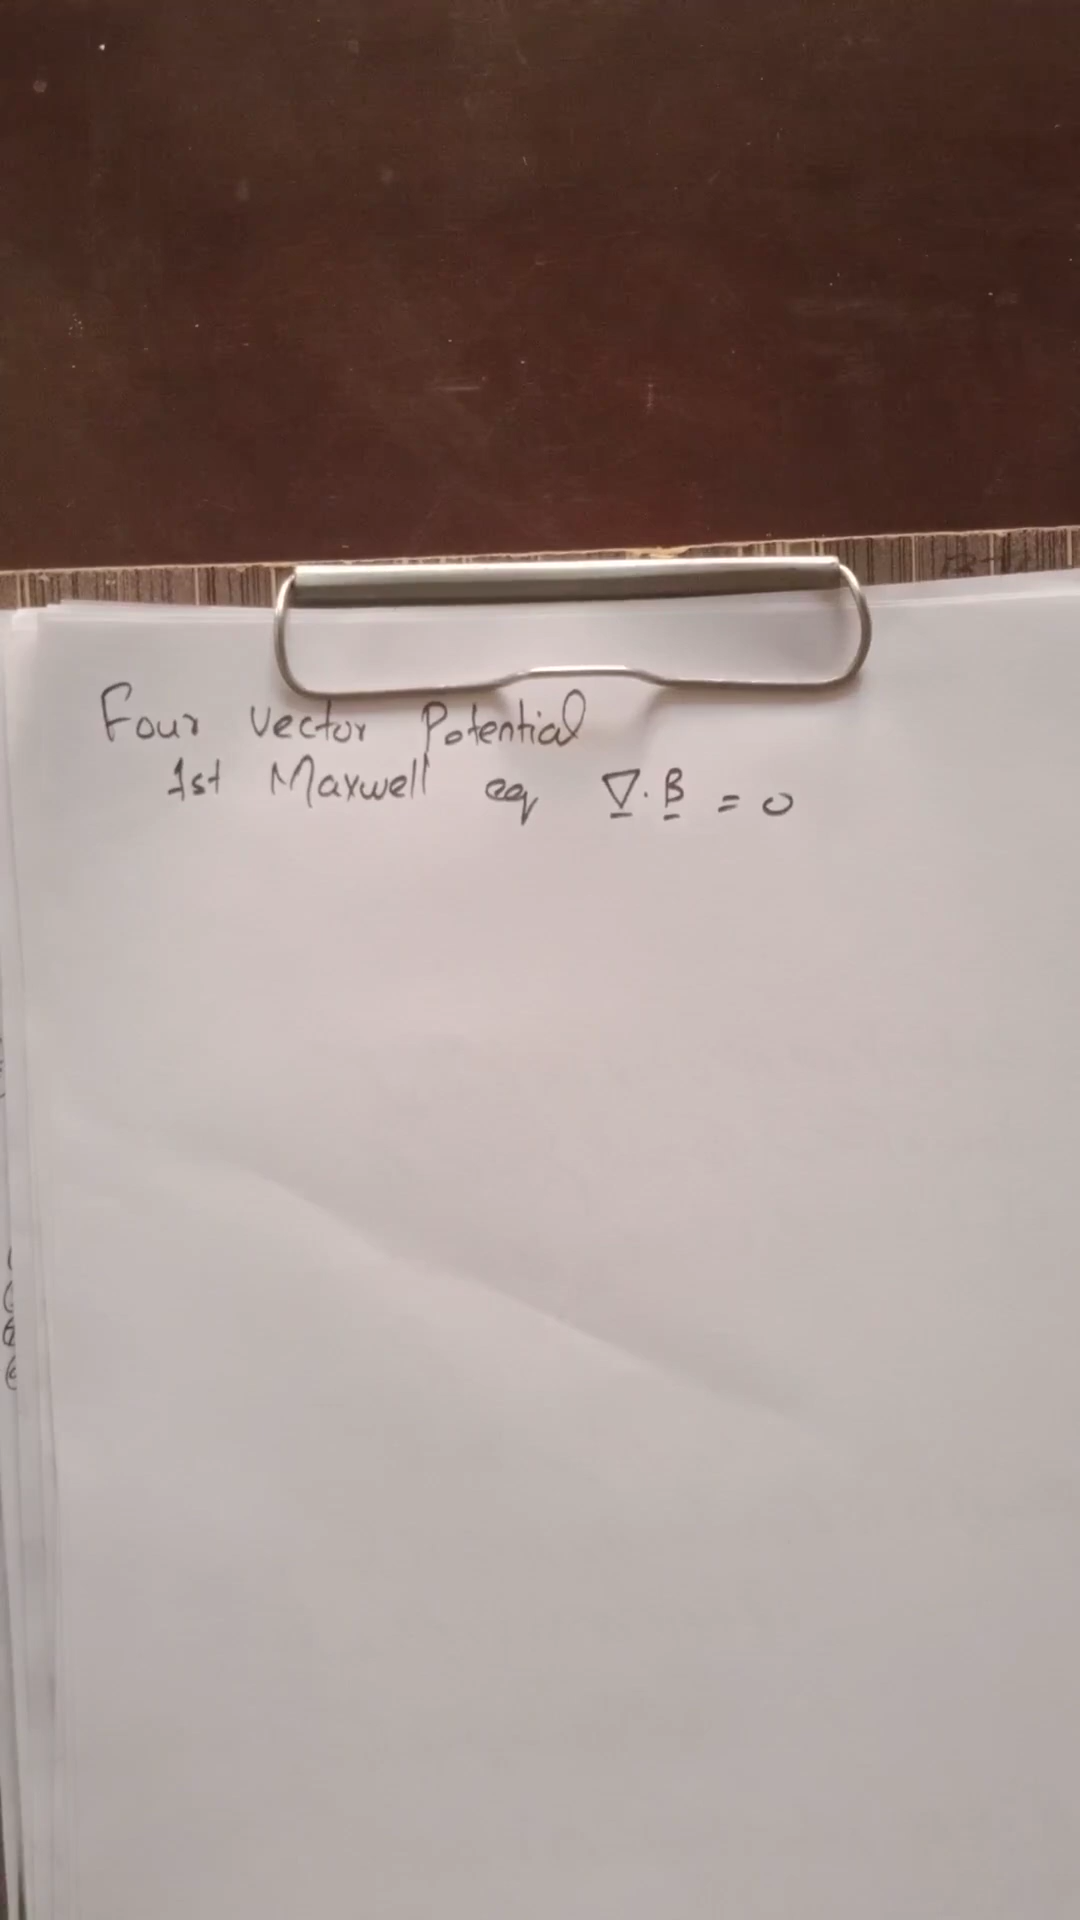 Four Vector Potential
1st Maxwell eq ∇·B = 0